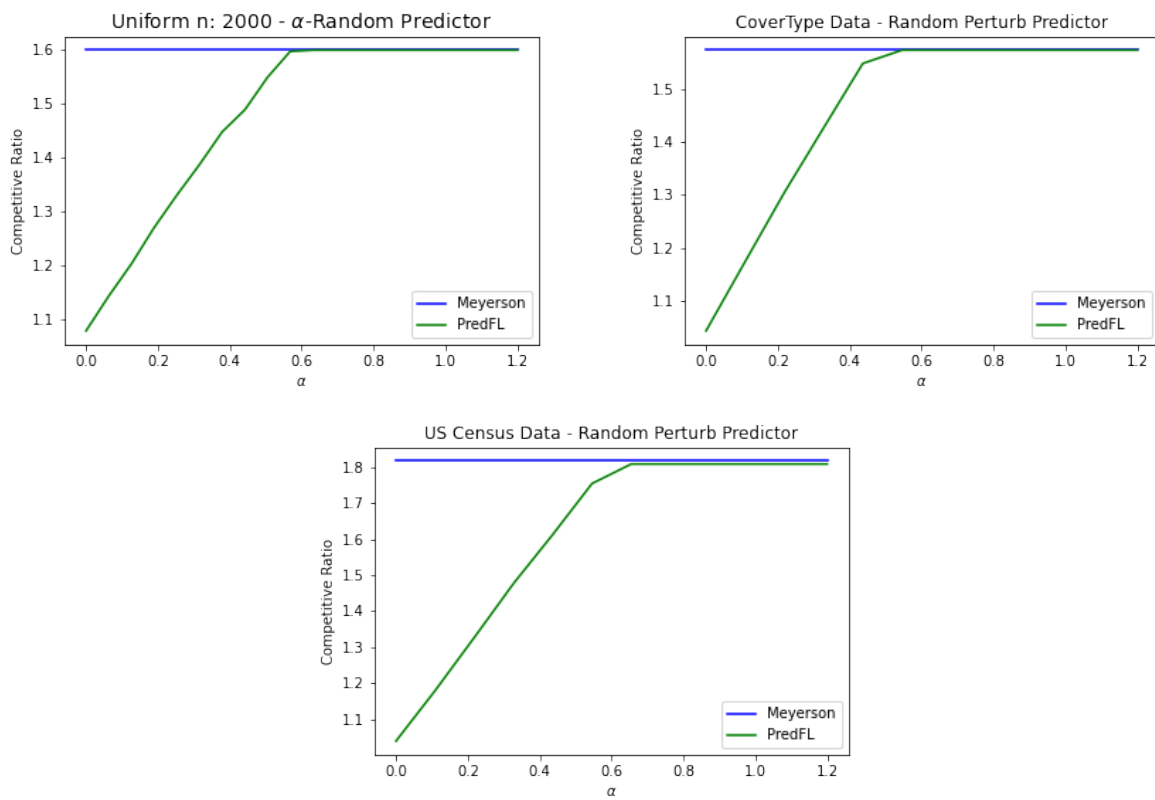 Uniform n: 2000 - α-Random Predictor
Competitive Ratio
1.6
1.5
1.4
1.3
1.2
1.1
Meyerson
PredFL
0.0 0.2 0.4 0.6 0.8 1.0 1.2
α
CoverType Data - Random Perturb Predictor
Competitive Ratio
1.5
1.4
1.3
1.2
1.1
Meyerson
PredFL
0.0 0.2 0.4 0.6 0.8 1.0 1.2
α
US Census Data - Random Perturb Predictor
Competitive Ratio
1.8
1.7
1.6
1.5
1.4
1.3
1.2
1.1
Meyerson
PredFL
0.0 0.2 0.4 0.6 0.8 1.0 1.2
α